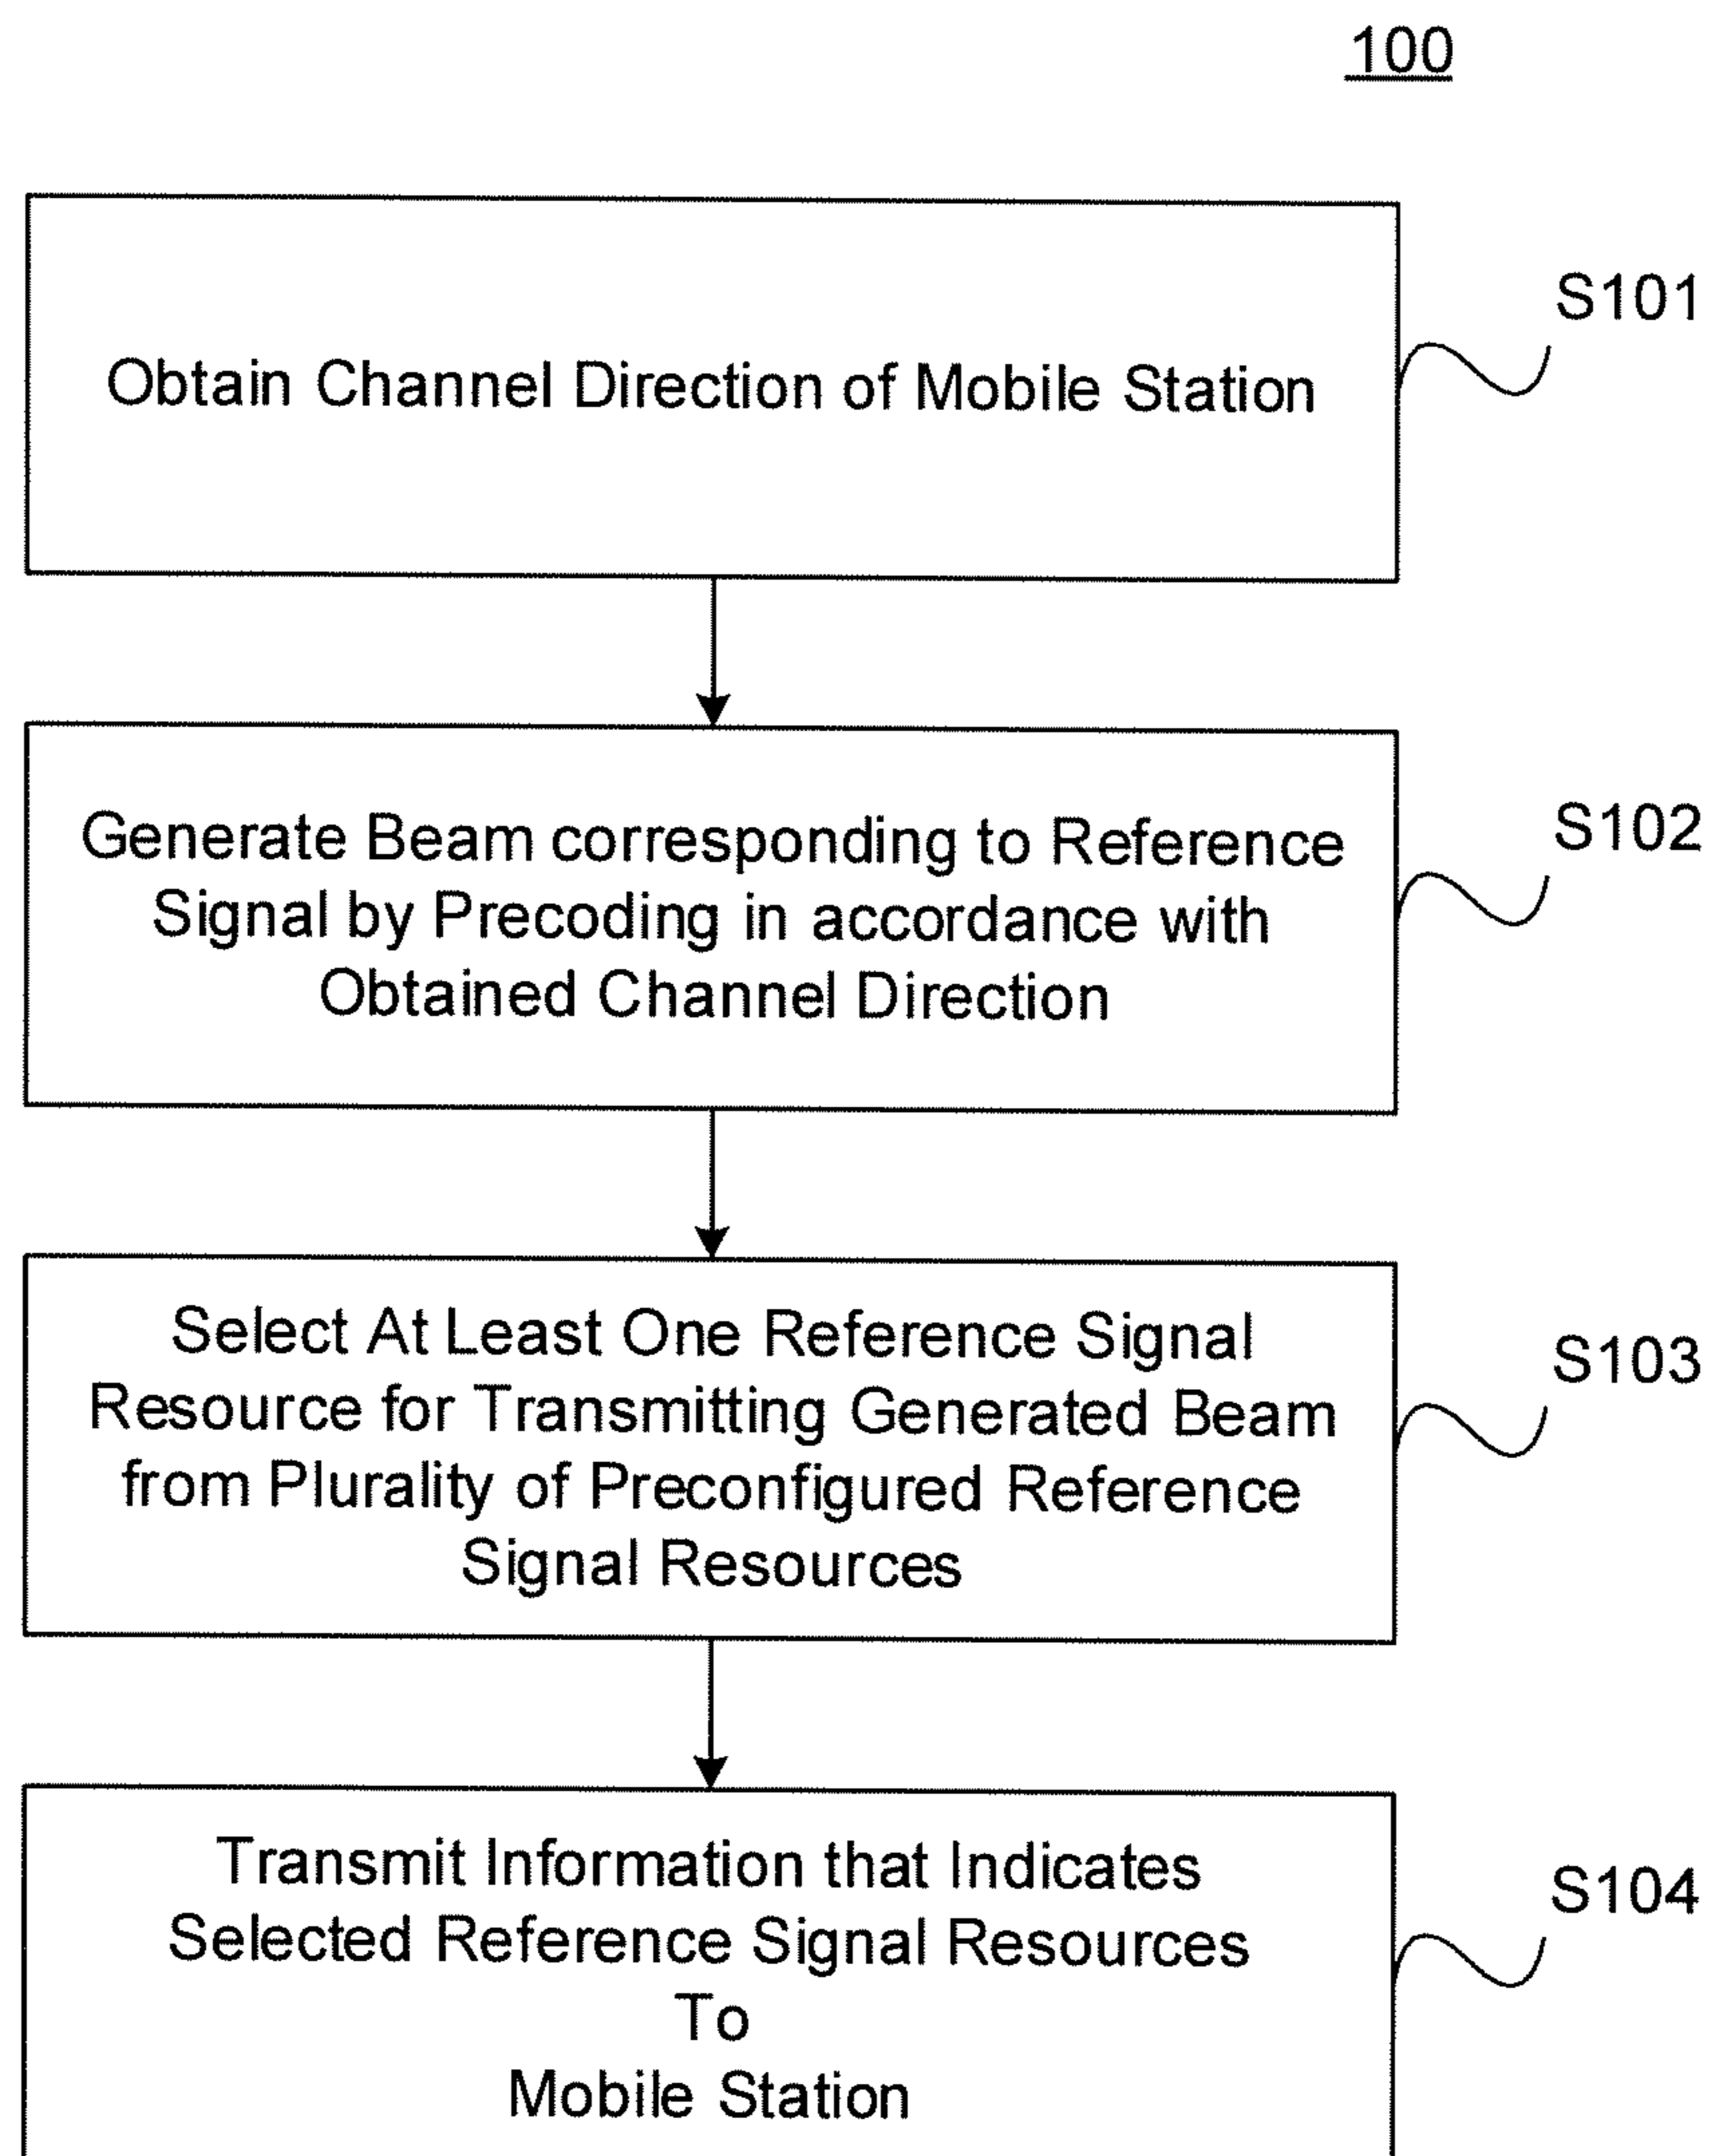 100
Obtain Channel Direction of Mobile Station
S101
Generate Beam corresponding to Reference
Signal by Precoding in accordance with
Obtained Channel Direction
S102
Select At Least One Reference Signal
Resource for Transmitting Generated Beam
from Plurality of Preconfigured Reference
Signal Resources
S103
Transmit Information that Indicates
Selected Reference Signal Resources
To
Mobile Station
S104